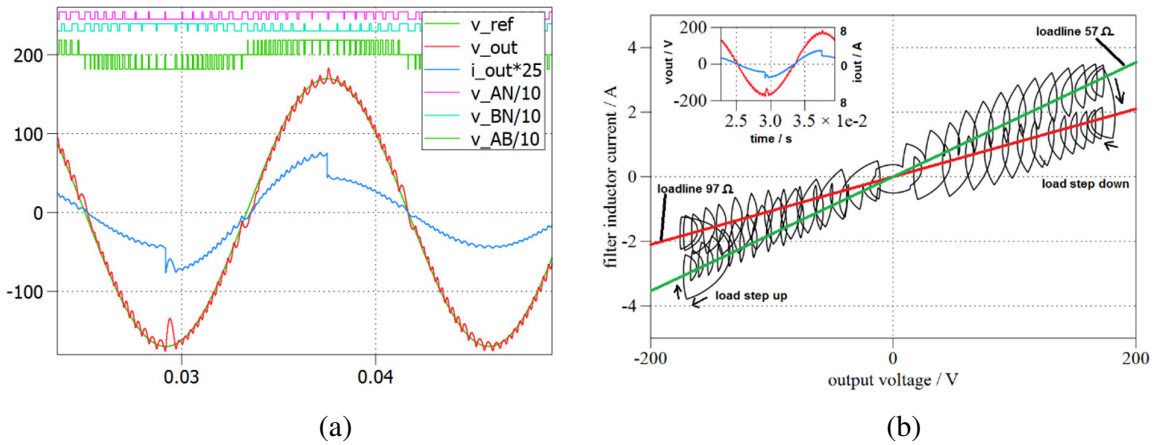 v_ref
v_out
i_out*25
v_AN/10
v_BN/10
v_AB/10
200
100
0
-100
0.03
0.04
(a)
filter inductor current / A
4
2
0
-2
-4
-200
0
200
output voltage / V
vout / V
200
0
-200
8
0
8
iout / A
2.5
3.0
3.5 × 1e-2
time / s
loadline 57 Ω
loadline 97 Ω
load step down
load step up
(b)